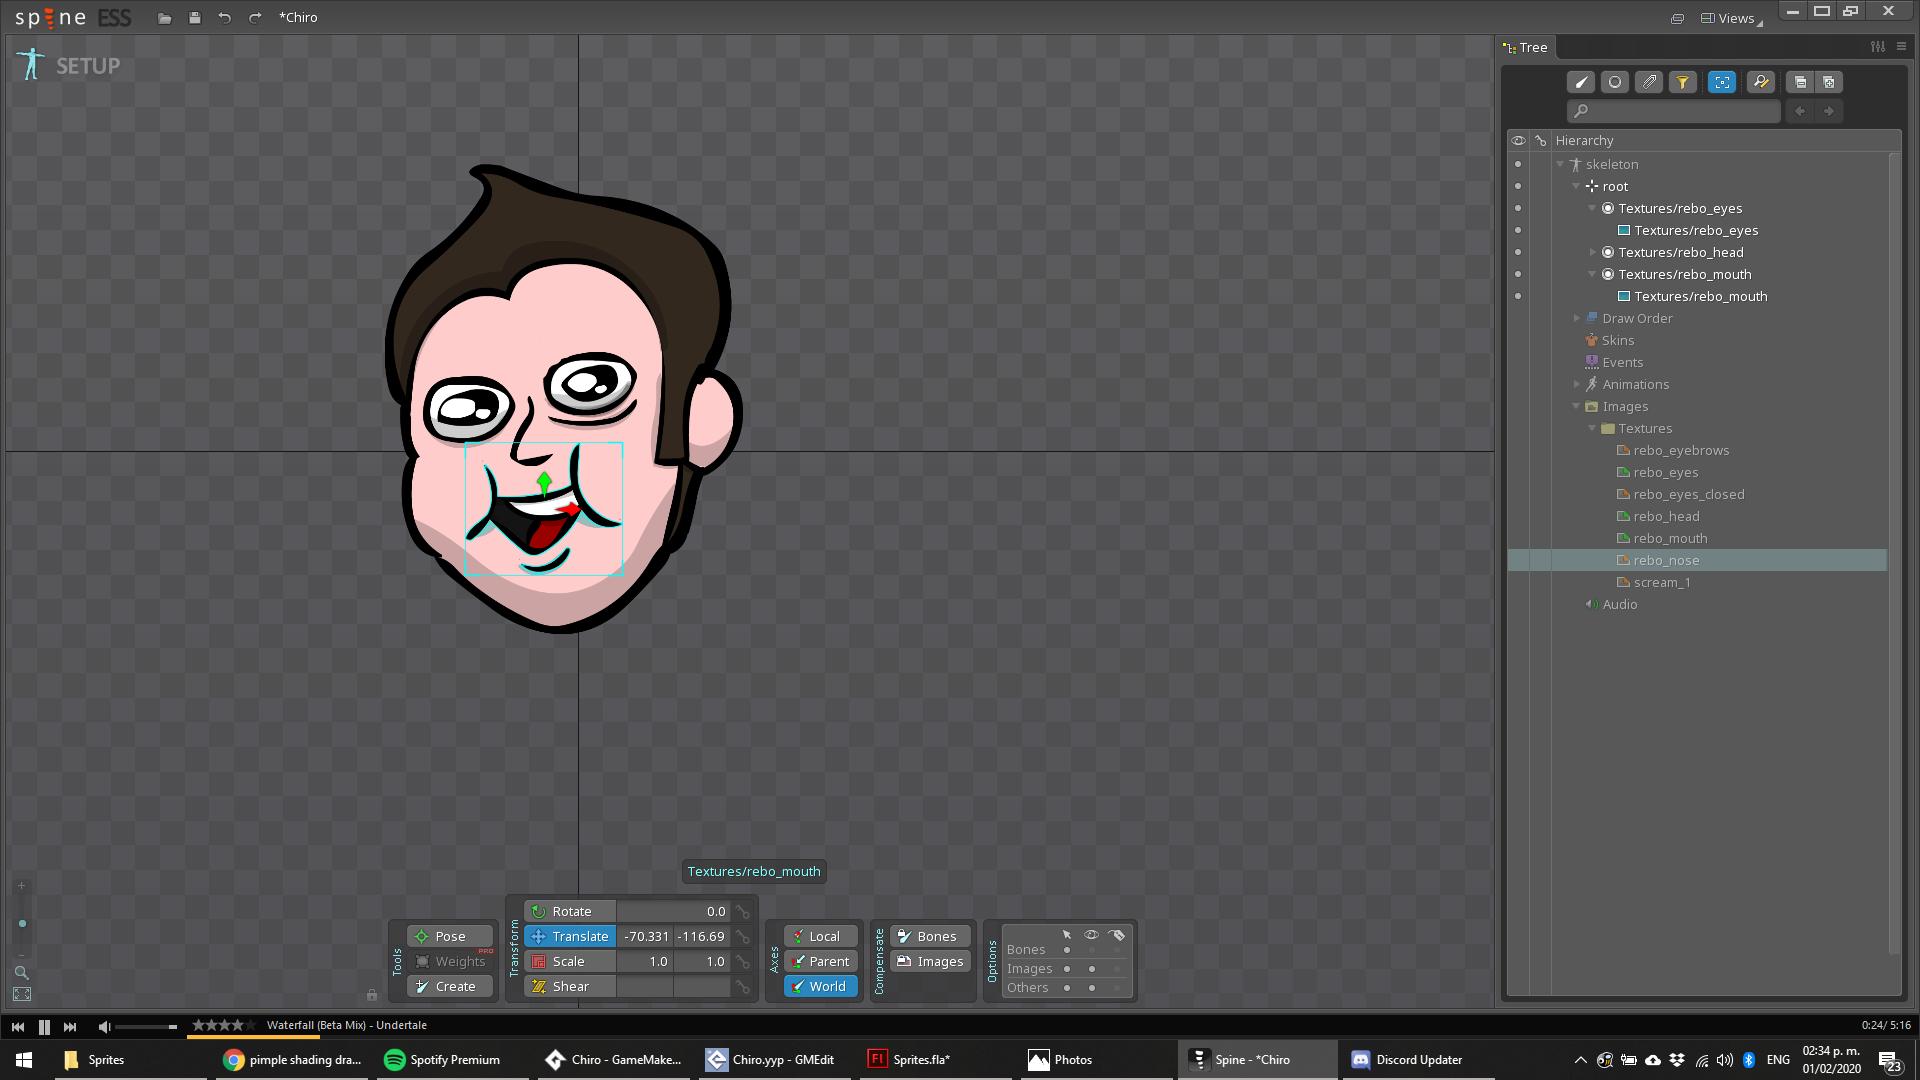 spine ESS
*Chiro
Views
SETUP
Tree
Hierarchy
skeleton
root
Textures/rebo_eyes
Textures/rebo_eyes
Textures/rebo_head
Textures/rebo_mouth
Textures/rebo_mouth
Draw Order
Skins
Events
Animations
Images
Textures
rebo_eyebrows
rebo_eyes
rebo_eyes_closed
rebo_head
rebo_mouth
rebo_nose
scream_1
Audio
Textures/rebo_mouth
Tools
Pose
PRO
Weights
Create
Transform
Rotate 0.0
Translate -70.331 -116.69
Scale 1.0 1.0
Shear
Axes
Local
Parent
World
Compensate
Bones
Images
Options
Bones
Images
Others
Waterfall (Beta Mix) - Undertale
0:24/ 5:16
Sprites
pimple shading dra...
Spotify Premium
Chiro - GameMake...
Chiro.yyp - GMEdit
Fl
Sprites.fla*
Photos
Spine - *Chiro
Discord Updater
ENG
02:34 p. m.
01/02/2020
23